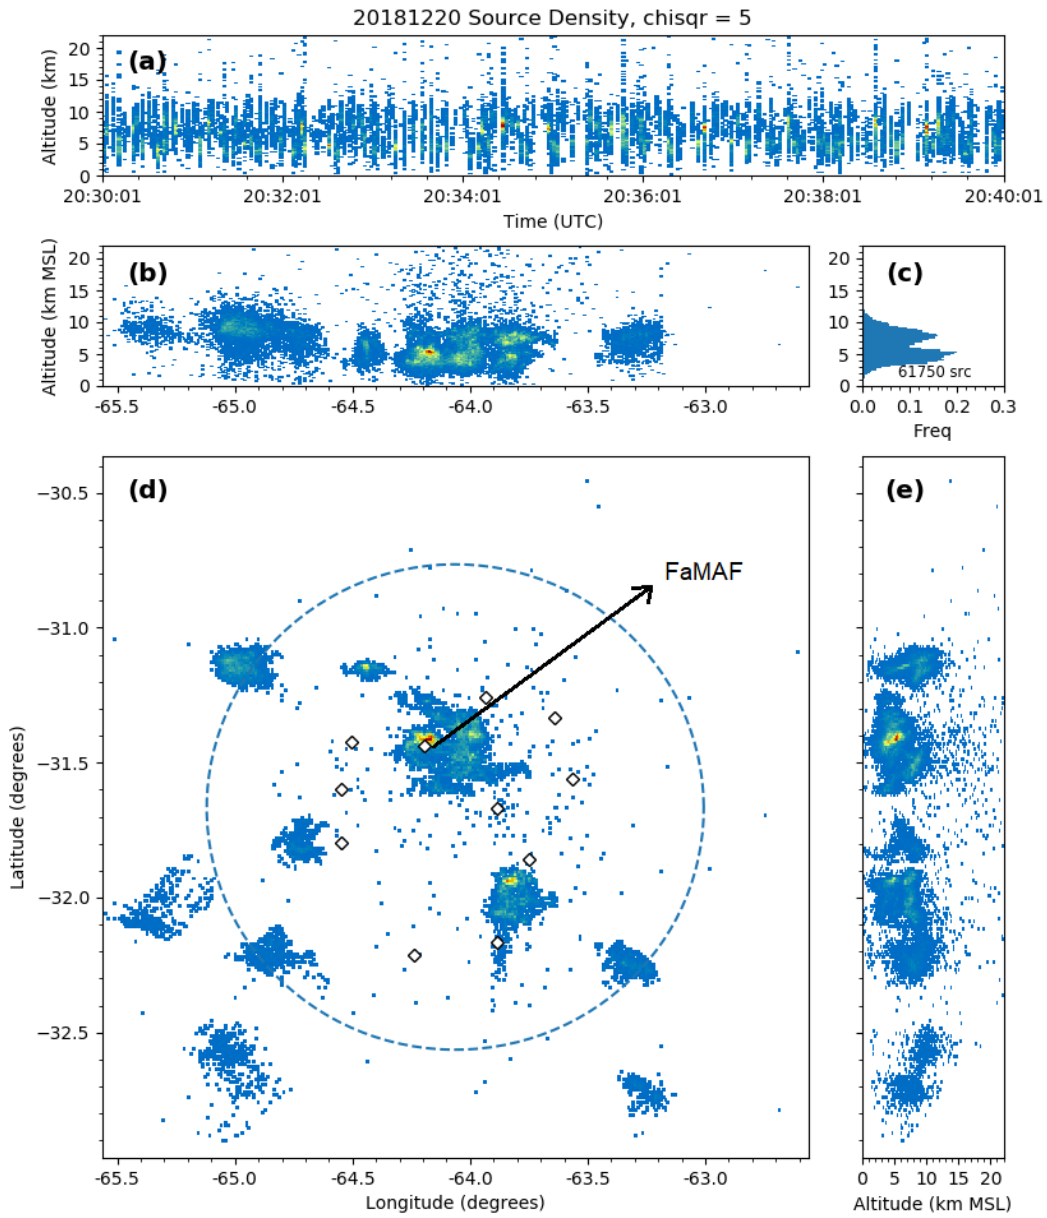 20181220 Source Density, chisqr = 5
(a)
Altitude (km)
20
15
10
5
0
20:30:01 20:32:01 20:34:01 20:36:01 20:38:01 20:40:01
Time (UTC)
(b)
Altitude (km MSL)
20
15
10
5
0
-65.5 -65.0 -64.5 -64.0 -63.5 -63.0
(c)
20
15
10
5
0
61750 src
0.0 0.1 0.2 0.3
Freq
(d)
FaMAF
Latitude (degrees)
−30.5
−31.0
−31.5
−32.0
−32.5
-65.5 -65.0 -64.5 -64.0 -63.5 -63.0
Longitude (degrees)
(e)
0 5 10 15 20
Altitude (km MSL)